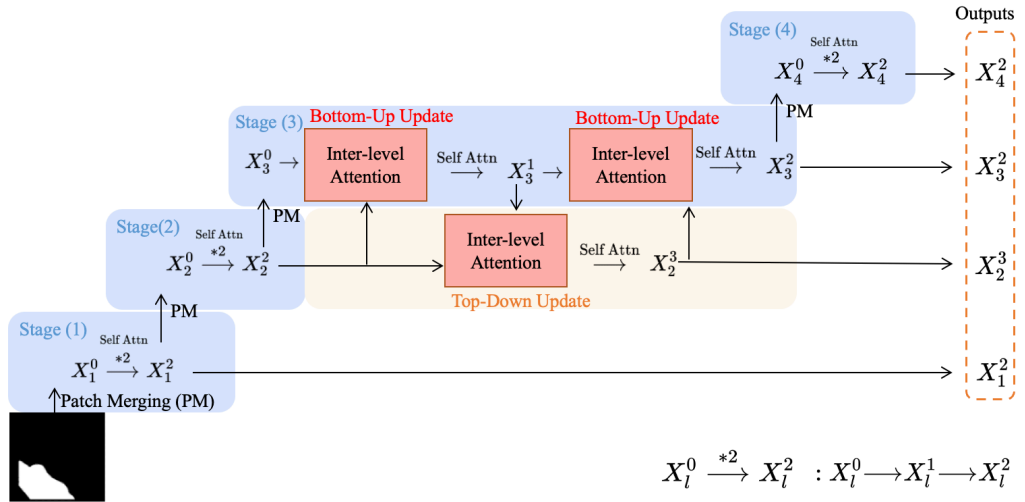 Outputs
Stage (4)
Self Attn
X_4^0 *2→ X_4^2
X_4^2
PM
Stage (3)
Bottom-Up Update
Bottom-Up Update
X_3^0 →
Inter-level
Attention
Self Attn
→
X_3^1 →
Inter-level
Attention
Self Attn
→
X_3^2
X_3^2
PM
Stage(2)
Self Attn
X_2^0 *2→ X_2^2
Inter-level
Attention
Self Attn
→
X_2^3
X_2^3
Top-Down Update
PM
Stage (1)
Self Attn
X_1^0 *2→ X_1^2
X_1^2
Patch Merging (PM)
X_l^0 *2→ X_l^2 : X_l^0 → X_l^1 → X_l^2